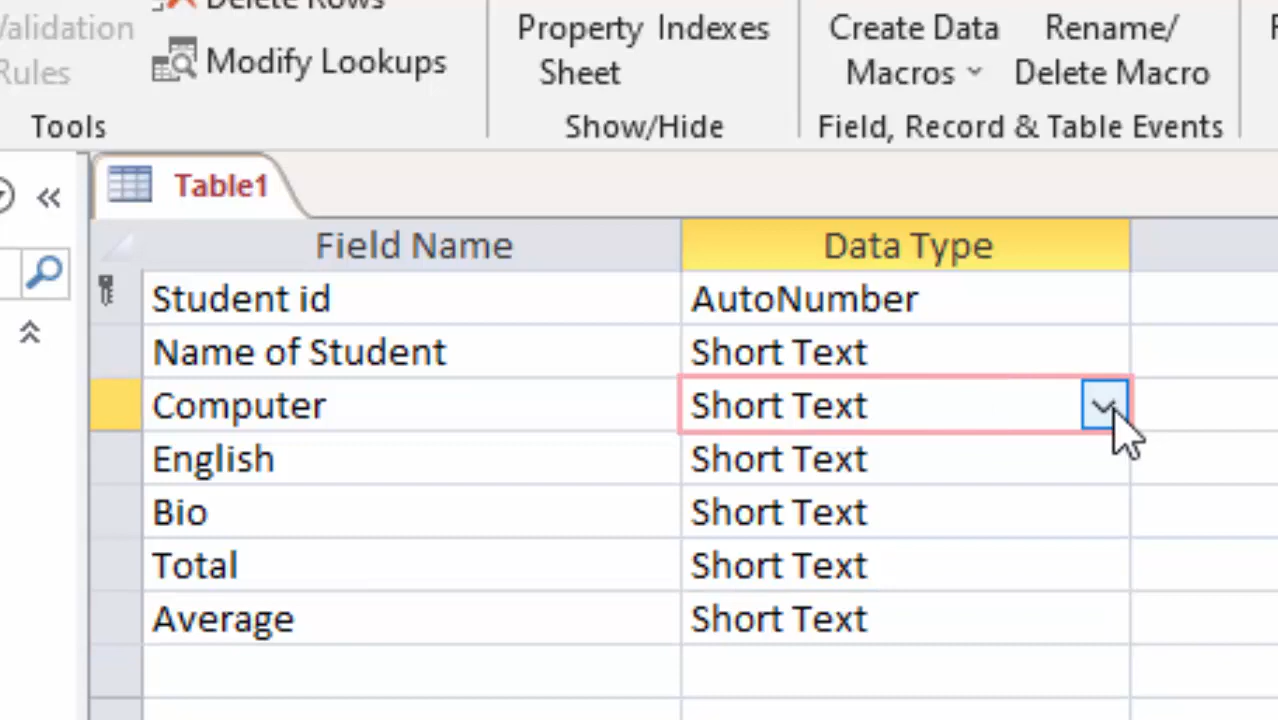 Delete Rows
Validation
Rules
Modify Lookups
Tools
Property
Sheet
Indexes
Show/Hide
Create Data
Macros
Rename/
Delete Macro
Field, Record & Table Events
Table1
Field Name Data Type
Student id AutoNumber
Name of Student Short Text
Computer Short Text
English Short Text
Bio Short Text
Total Short Text
Average Short Text